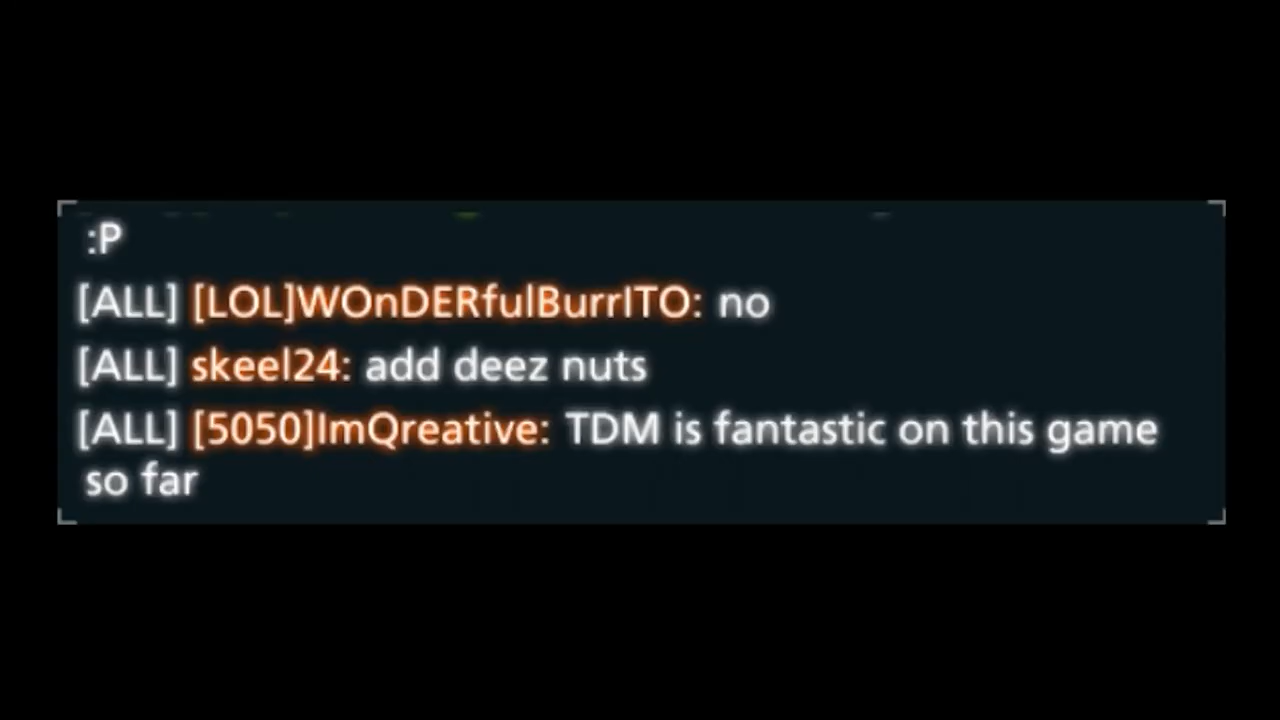 :P
[ALL] [LOL]WOnDERfulBurrITO: no
[ALL] skeel24: add deez nuts
[ALL] [5050]ImQreative: TDM is fantastic on this game
so far